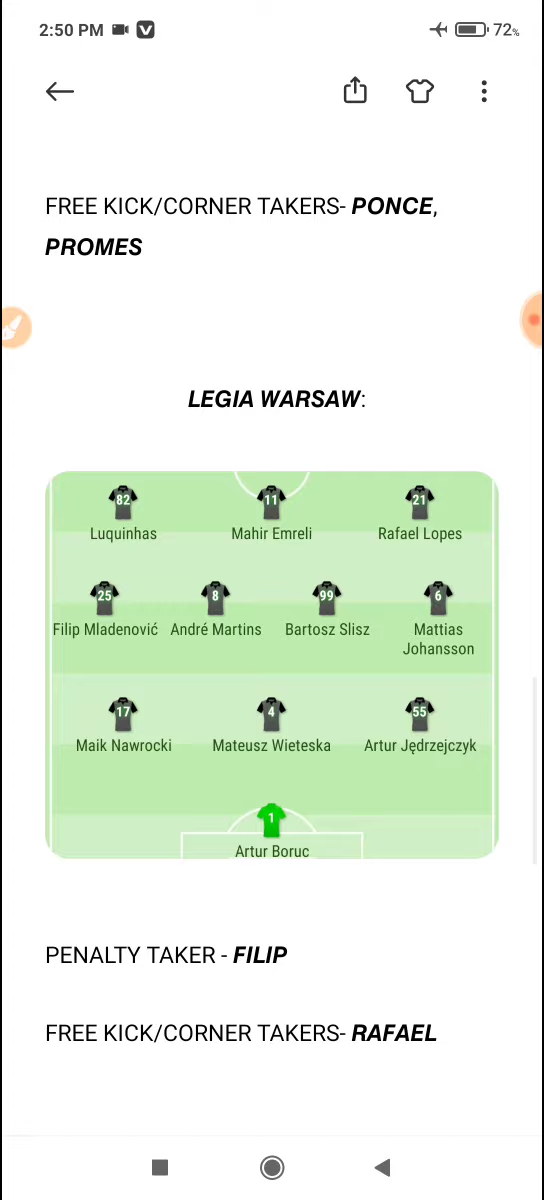 2:50 PM
72%
FREE KICK/CORNER TAKERS- PONCE,
PROMES
LEGIA WARSAW:
82 11 21
Luquinhas Mahir Emreli Rafael Lopes
25 8 99 6
Filip Mladenović André Martins Bartosz Slisz Mattias
Johansson
17 4 55
Maik Nawrocki Mateusz Wieteska Artur Jędrzejczyk
1
Artur Boruc
PENALTY TAKER - FILIP
FREE KICK/CORNER TAKERS- RAFAEL